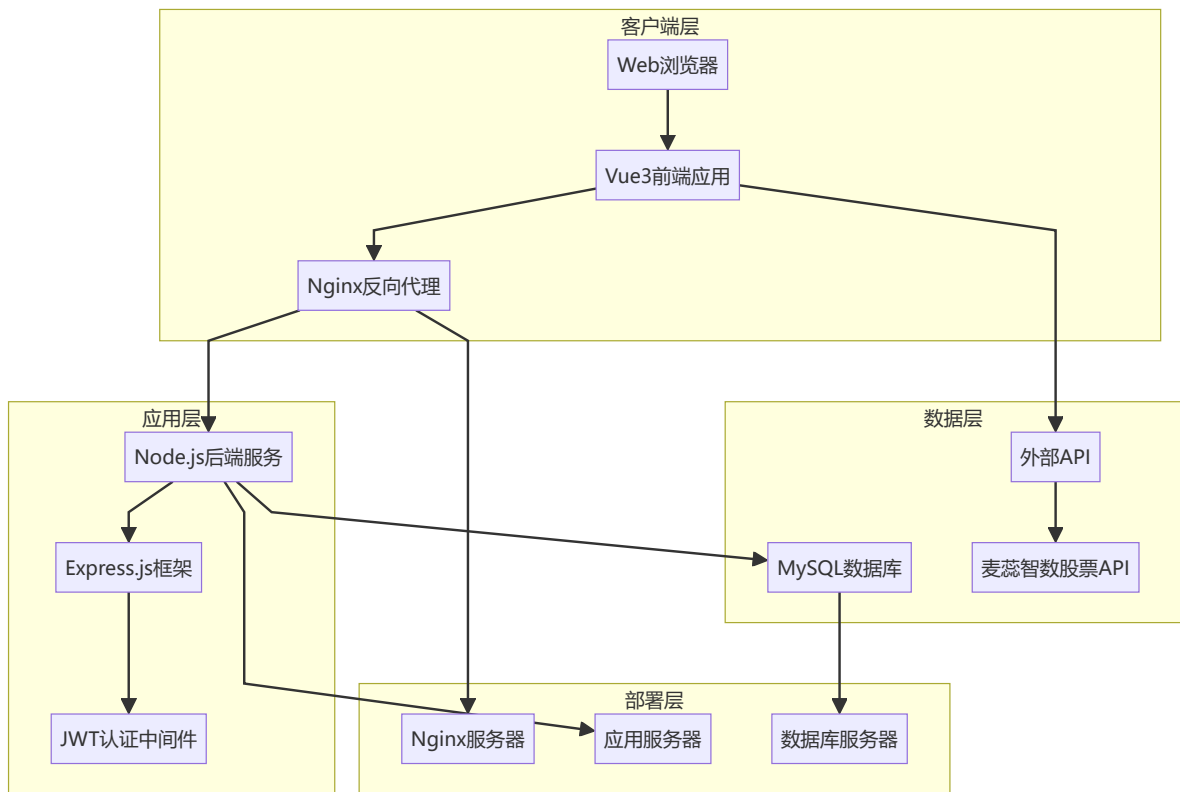 客户端层
Web浏览器
Vue3前端应用
Nginx反向代理
应用层
数据层
Node.js后端服务
外部API
Express.js框架
MySQL数据库
麦蕊智数股票API
部署层
JWT认证中间件
Nginx服务器
应用服务器
数据库服务器